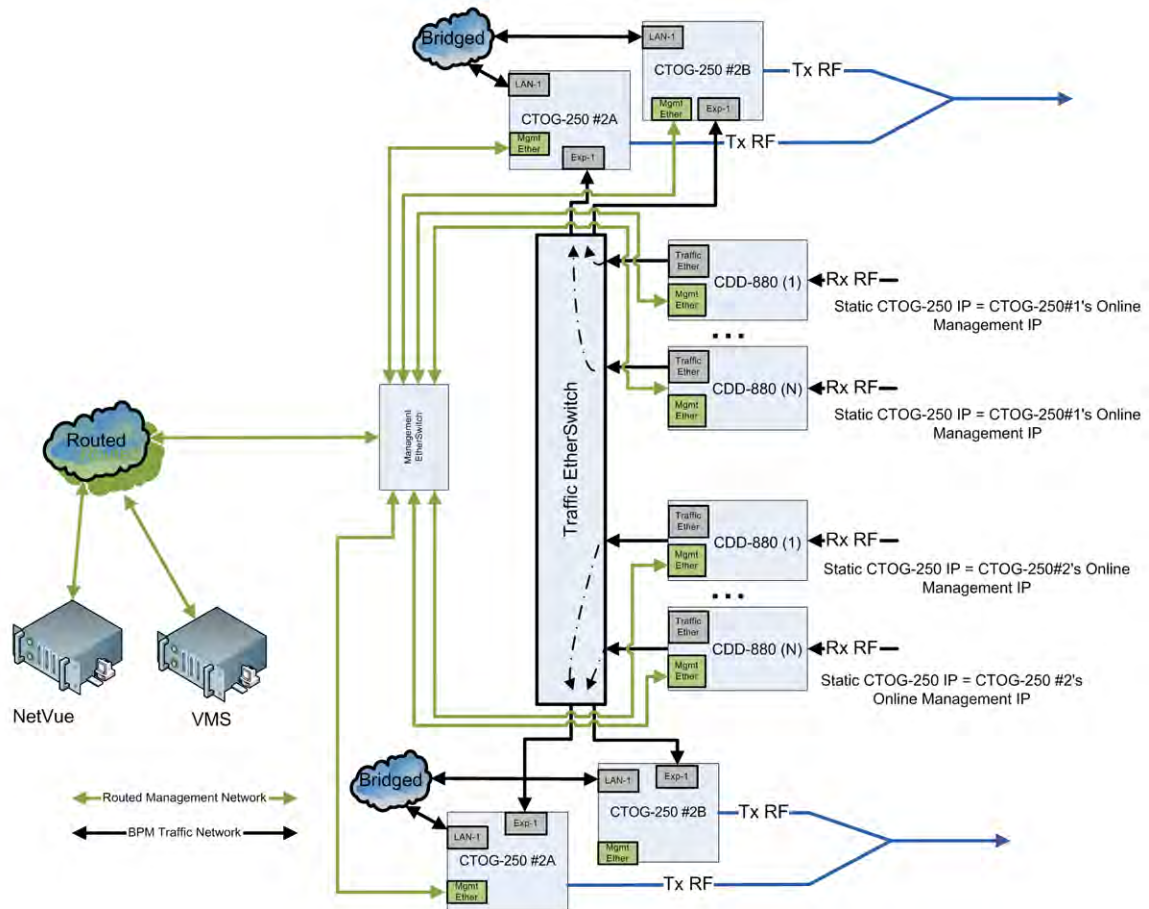 Bridged
LAN-1
CTOG-250 #2B
Mgmt
Ether
Exp-1
Tx RF
LAN-1
CTOG-250 #2A
Mgmt
Ether
Exp-1
Tx RF
Traffic
Ether
Mgmt
Ether
CDD-880 (1)
Rx RF
Static CTOG-250 IP = CTOG-250#1's Online
Management IP
...
Traffic
Ether
Mgmt
Ether
CDD-880 (N)
Rx RF
Static CTOG-250 IP = CTOG-250#1's Online
Management IP
Routed
Management
EtherSwitch
Traffic EtherSwitch
Traffic
Ether
Mgmt
Ether
CDD-880 (1)
Rx RF
Static CTOG-250 IP = CTOG-250#2's Online
Management IP
...
Traffic
Ether
Mgmt
Ether
CDD-880 (N)
Rx RF
Static CTOG-250 IP = CTOG-250 #2's
Online Management IP
NetVue
VMS
Routed Management Network
BPM Traffic Network
Bridged
LAN-1
Exp-1
CTOG-250 #2B
Mgmt
Ether
Tx RF
LAN-1
Exp-1
CTOG-250 #2A
Mgmt
Ether
Tx RF